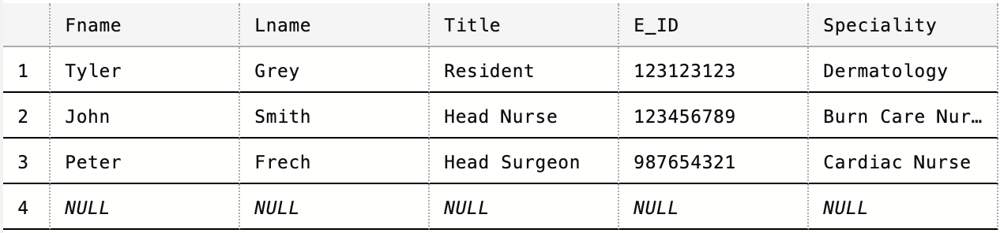 Fname Lname Title E_ID Speciality
1 Tyler Grey Resident 123123123 Dermatology
2 John Smith Head Nurse 123456789 Burn Care Nur…
3 Peter Frech Head Surgeon 987654321 Cardiac Nurse
4 NULL NULL NULL NULL NULL